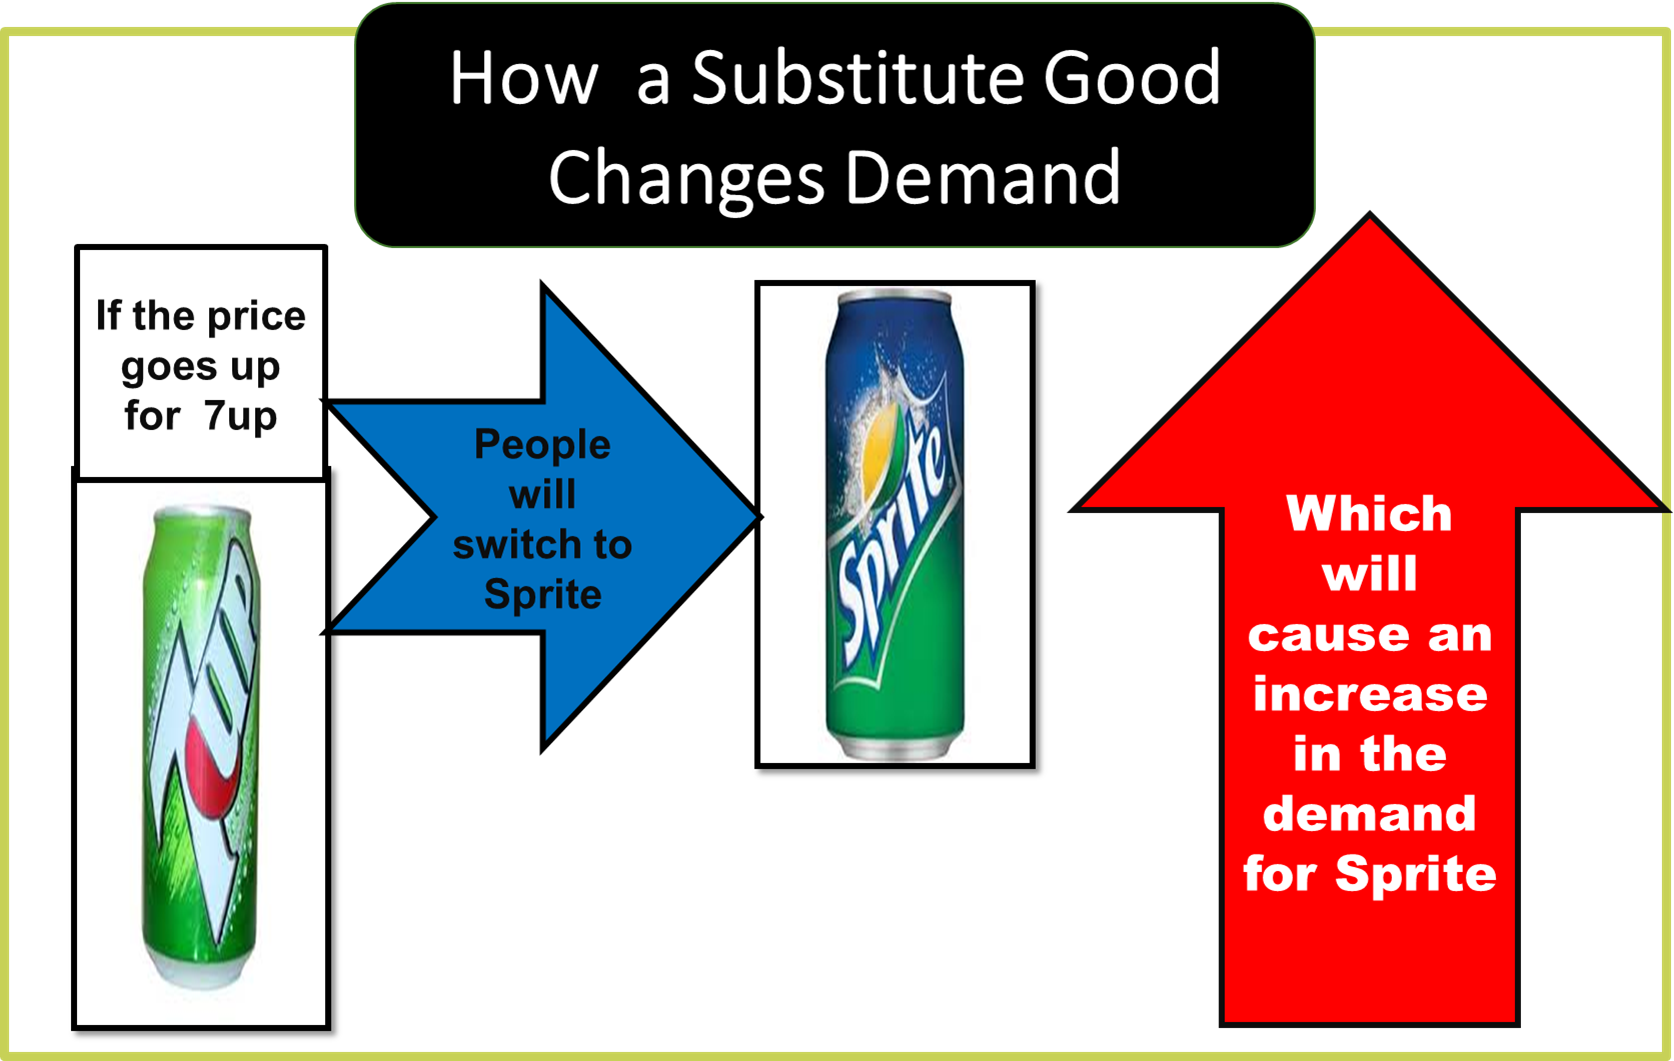 How a Substitute Good
Changes Demand
If the price
goes up
for 7up
7up
People
will
switch to
Sprite
Sprite
Which
will
cause an
increase
in the
demand
for Sprite